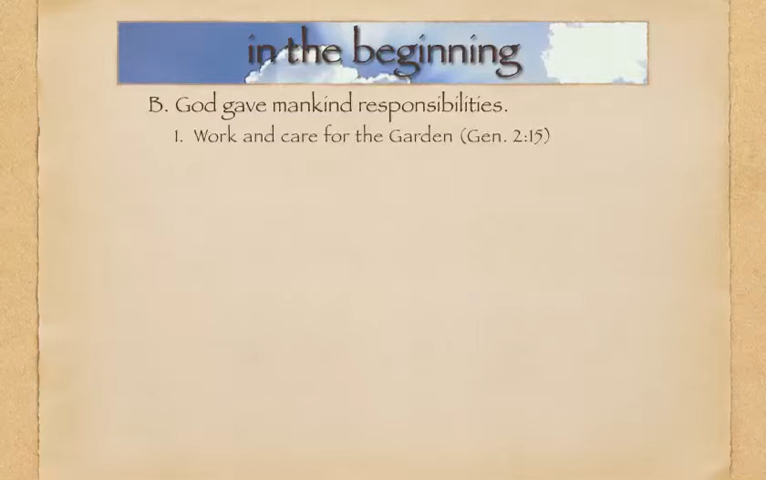 in the beginning
B. God gave mankind responsibilities.
1. Work and care for the Garden (Gen. 2:15)